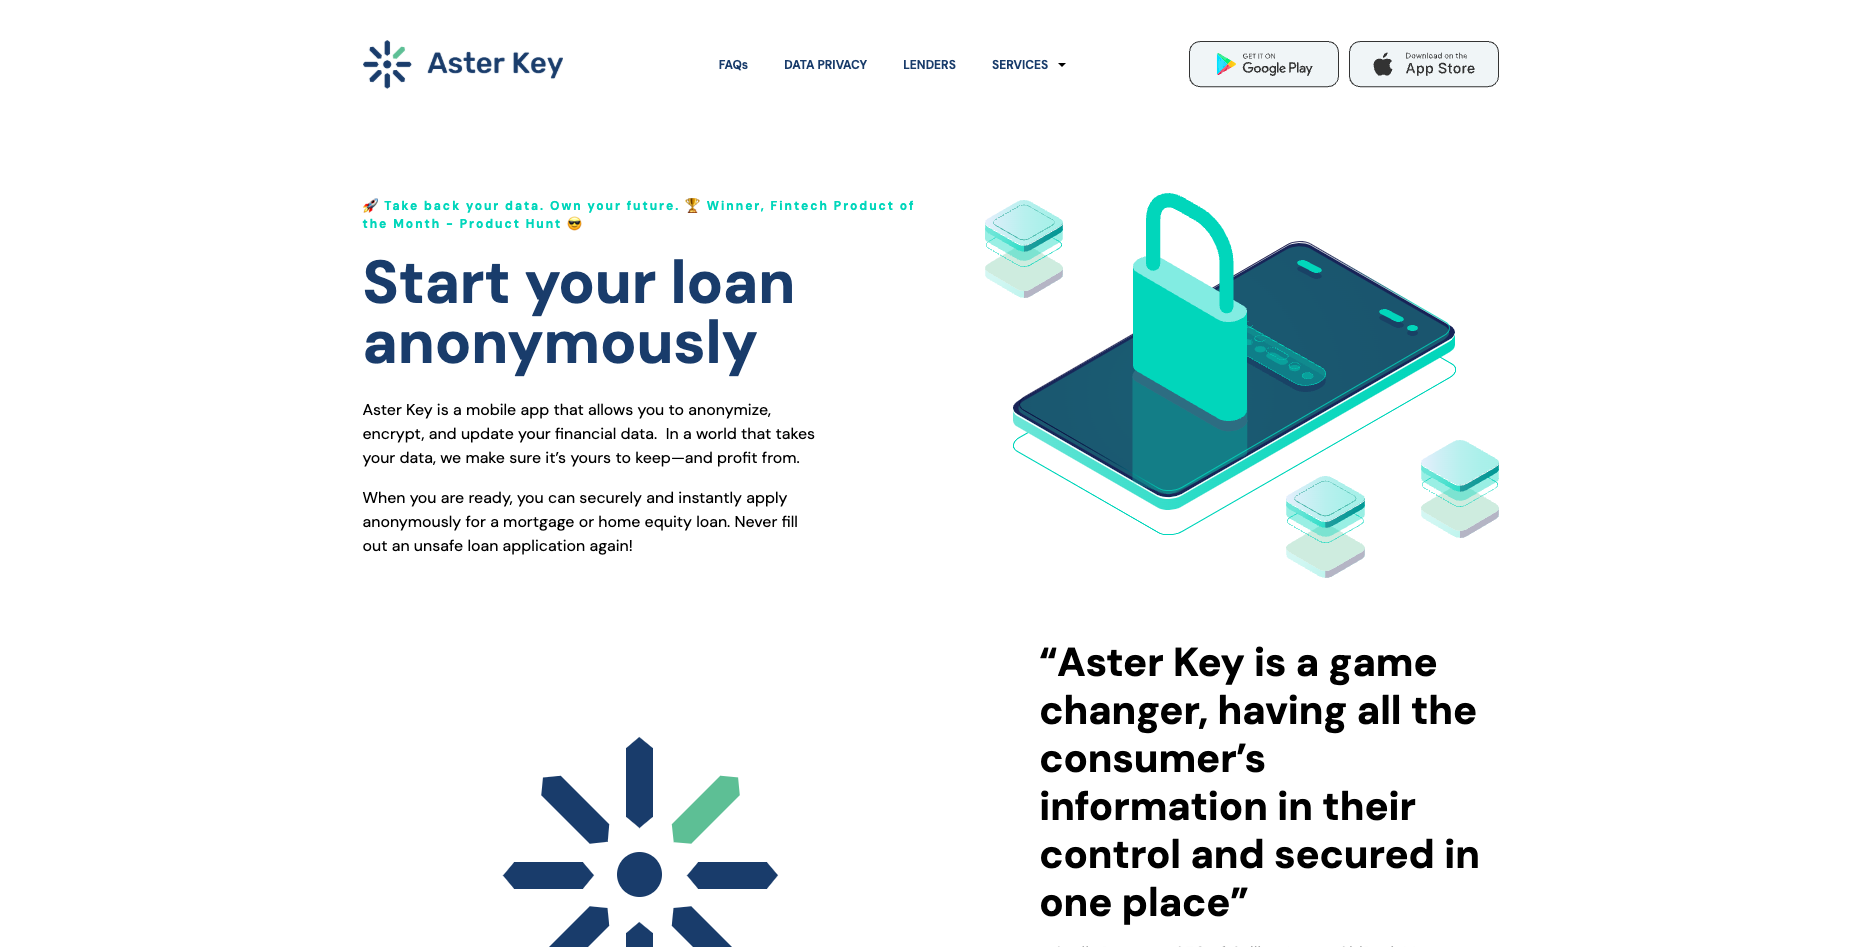 Aster Key
FAQs
DATA PRIVACY
LENDERS
SERVICES
GET IT ON
Google Play
Download on the
App Store
🚀 Take back your data. Own your future. 🏆 Winner, Fintech Product of
the Month - Product Hunt 😎
Start your loan
anonymously
Aster Key is a mobile app that allows you to anonymize,
encrypt, and update your financial data.  In a world that takes
your data, we make sure it’s yours to keep—and profit from.
When you are ready, you can securely and instantly apply
anonymously for a mortgage or home equity loan. Never fill
out an unsafe loan application again!
“Aster Key is a game
changer, having all the
consumer’s
information in their
control and secured in
one place”